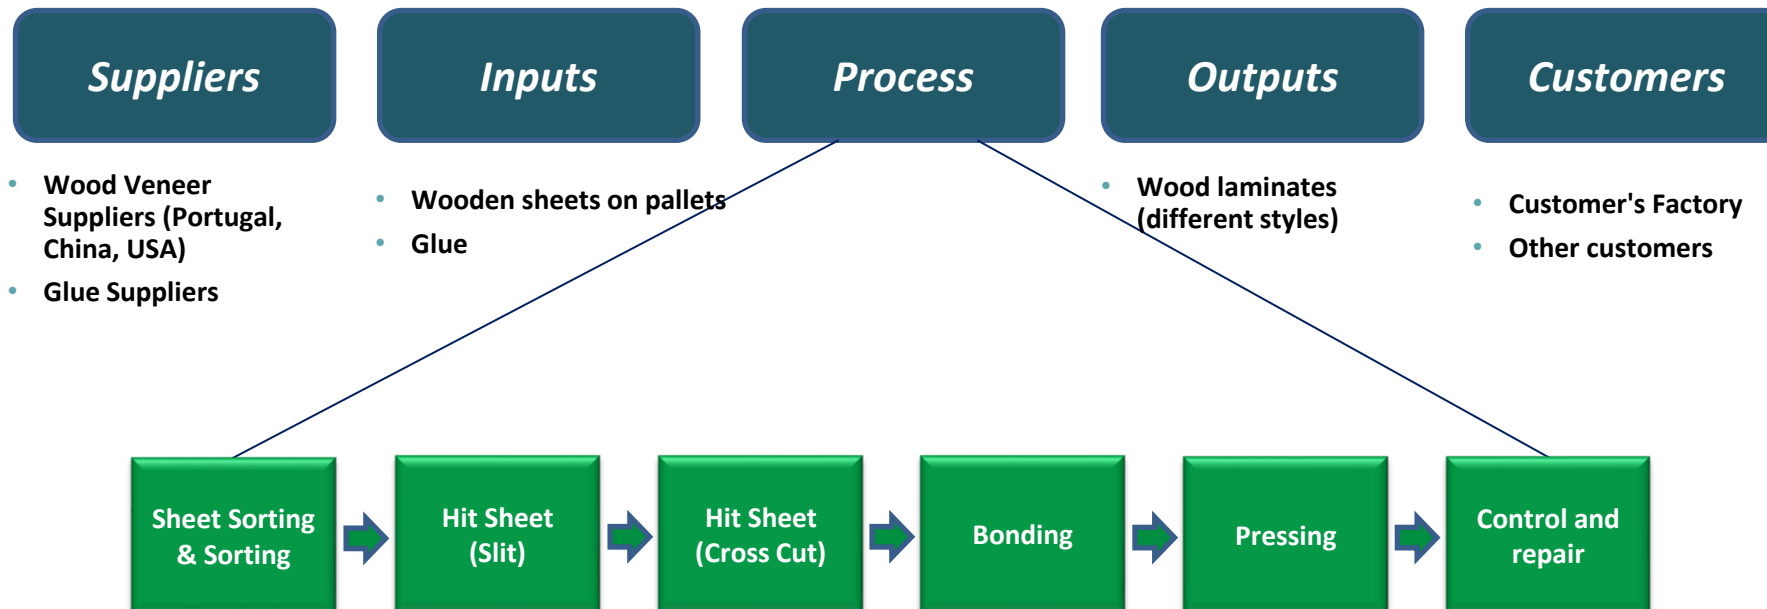 Suppliers
Inputs
Process
Outputs
Customers
• Wood Veneer
Suppliers (Portugal,
China, USA)
• Glue Suppliers
• Wooden sheets on pallets
• Glue
• Wood laminates
(different styles)
• Customer's Factory
• Other customers
Sheet Sorting
& Sorting
Hit Sheet
(Slit)
Hit Sheet
(Cross Cut)
Bonding
Pressing
Control and
repair